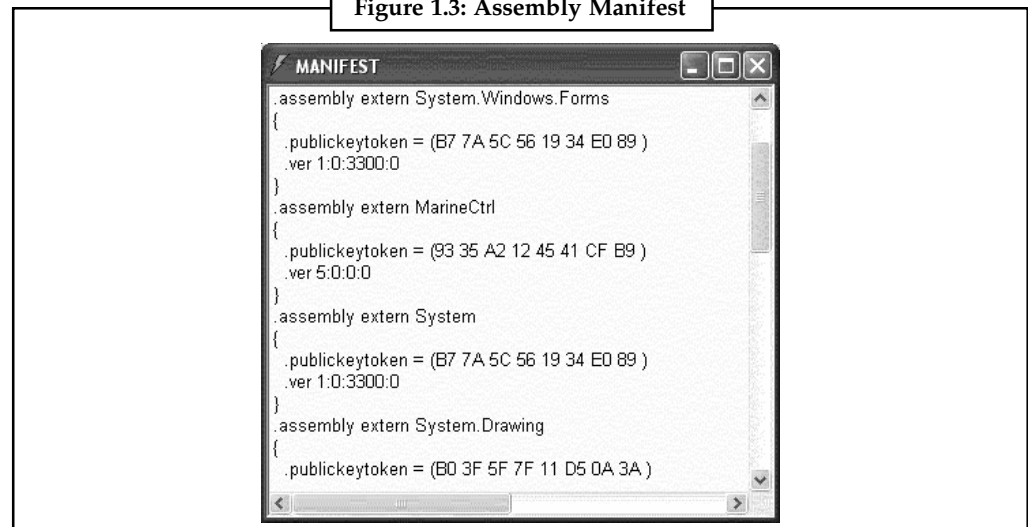 Figure 1.3: Assembly Manifest
MANIFEST
.assembly extern System.Windows.Forms
{
.publickeytoken = (B7 7A 5C 56 19 34 E0 89 )
.ver 1:0:3300:0
}
.assembly extern MarineCtrl
{
.publickeytoken = (93 35 A2 12 45 41 CF B9 )
.ver 5:0:0:0
}
.assembly extern System
{
.publickeytoken = (B7 7A 5C 56 19 34 E0 89 )
.ver 1:0:3300:0
}
.assembly extern System.Drawing
{
.publickeytoken = (B0 3F 5F 7F 11 D5 0A 3A )